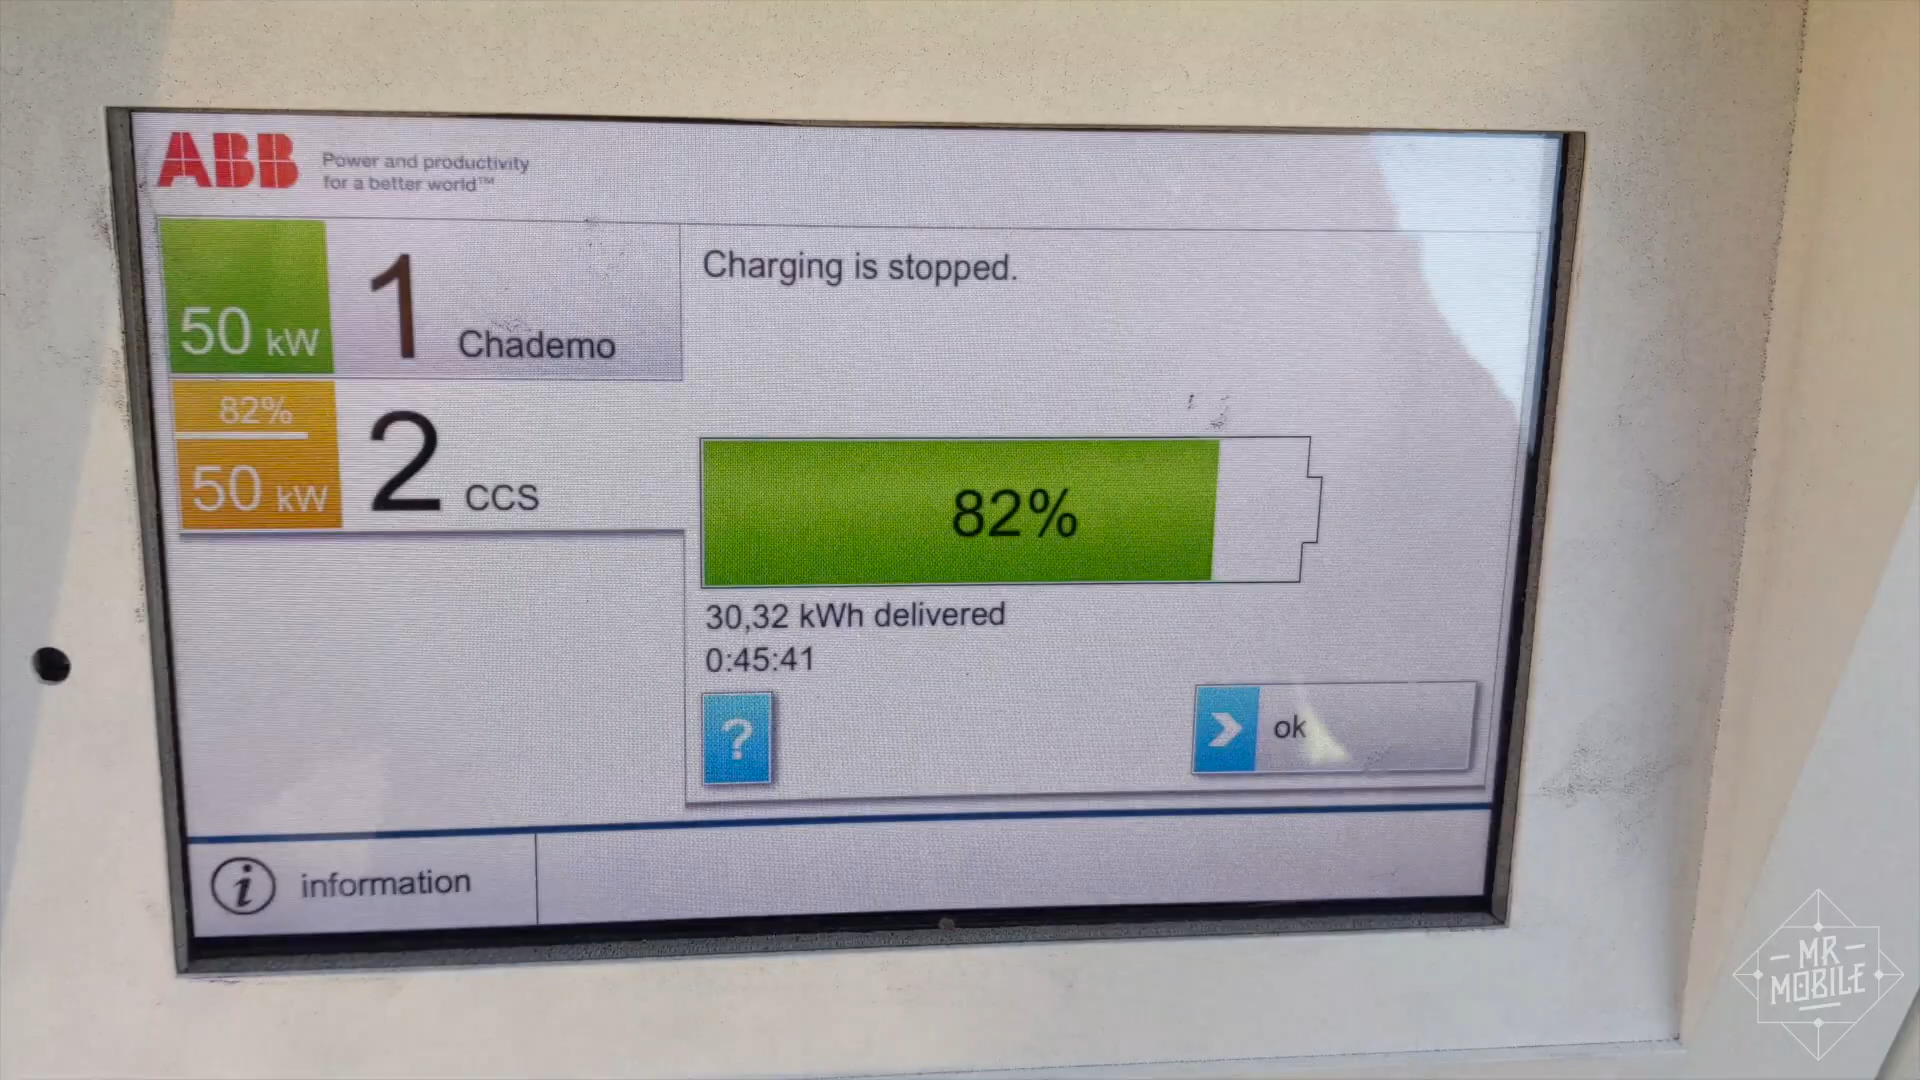 ABB
Power and productivity
for a better world™
50 kW
1 Chademo
82%
50 kW
2 CCS
Charging is stopped.
82%
30,32 kWh delivered
0:45:41
?
ok
i information
MR
MOBILE